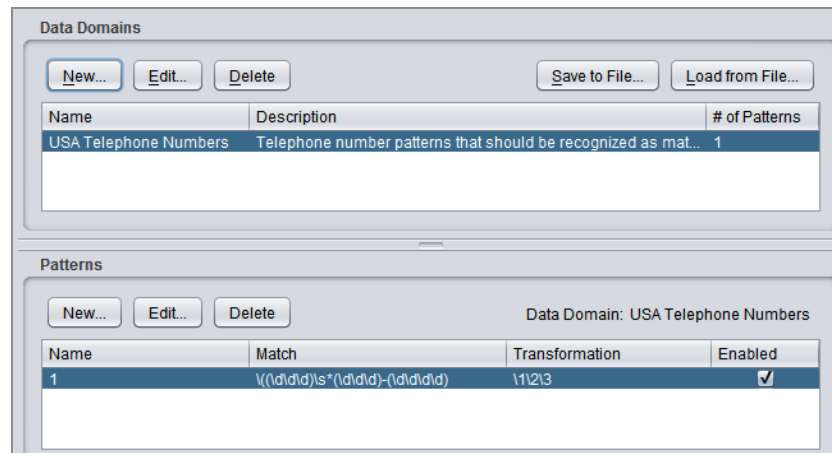 Data Domains
New... Edit... Delete Save to File... Load from File...
Name Description # of Patterns
USA Telephone Numbers Telephone number patterns that should be recognized as mat... 1
Patterns
New... Edit... Delete Data Domain: USA Telephone Numbers
Name Match Transformation Enabled
1 \((\d\d\d)\s*(\d\d\d)-(\d\d\d\d) \1\2\3